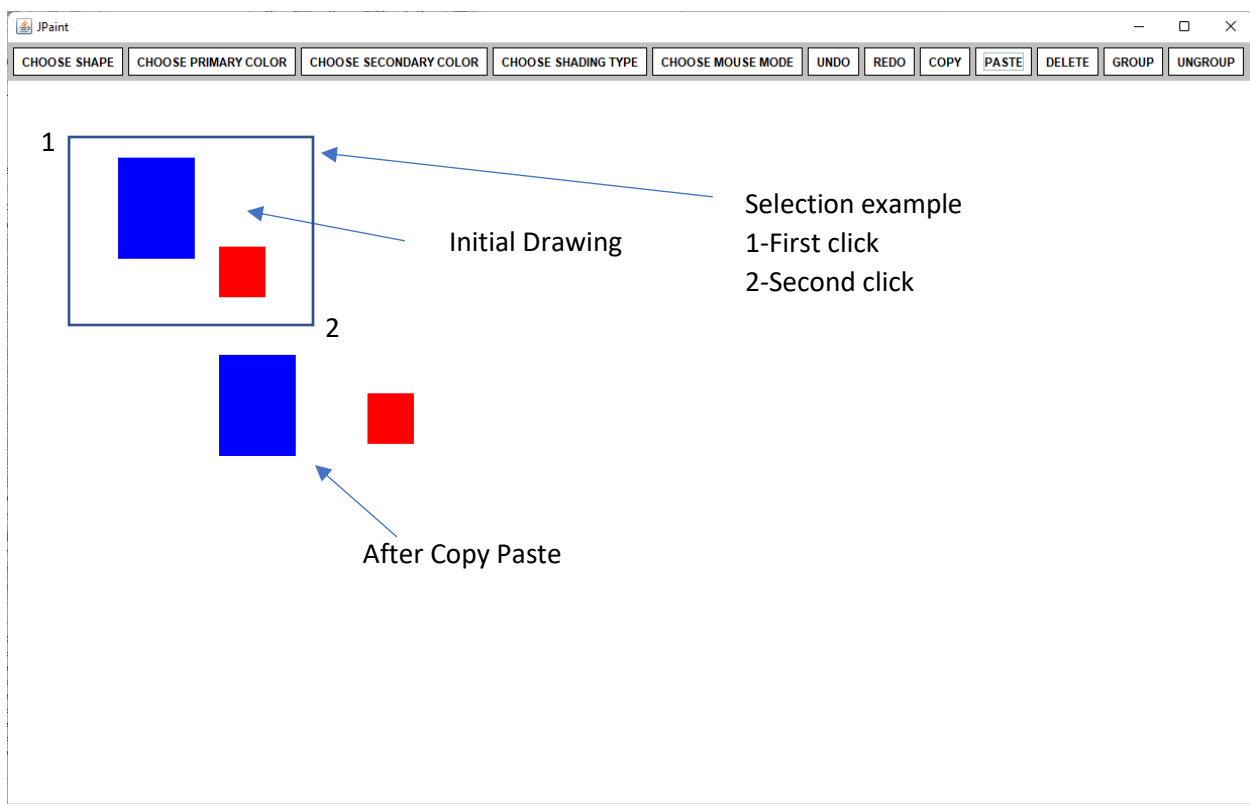 JPaint
CHOOSE SHAPE CHOOSE PRIMARY COLOR CHOOSE SECONDARY COLOR CHOOSE SHADING TYPE CHOOSE MOUSE MODE UNDO REDO COPY PASTE DELETE GROUP UNGROUP
1
Selection example
Initial Drawing
1-First click
2-Second click
2
After Copy Paste